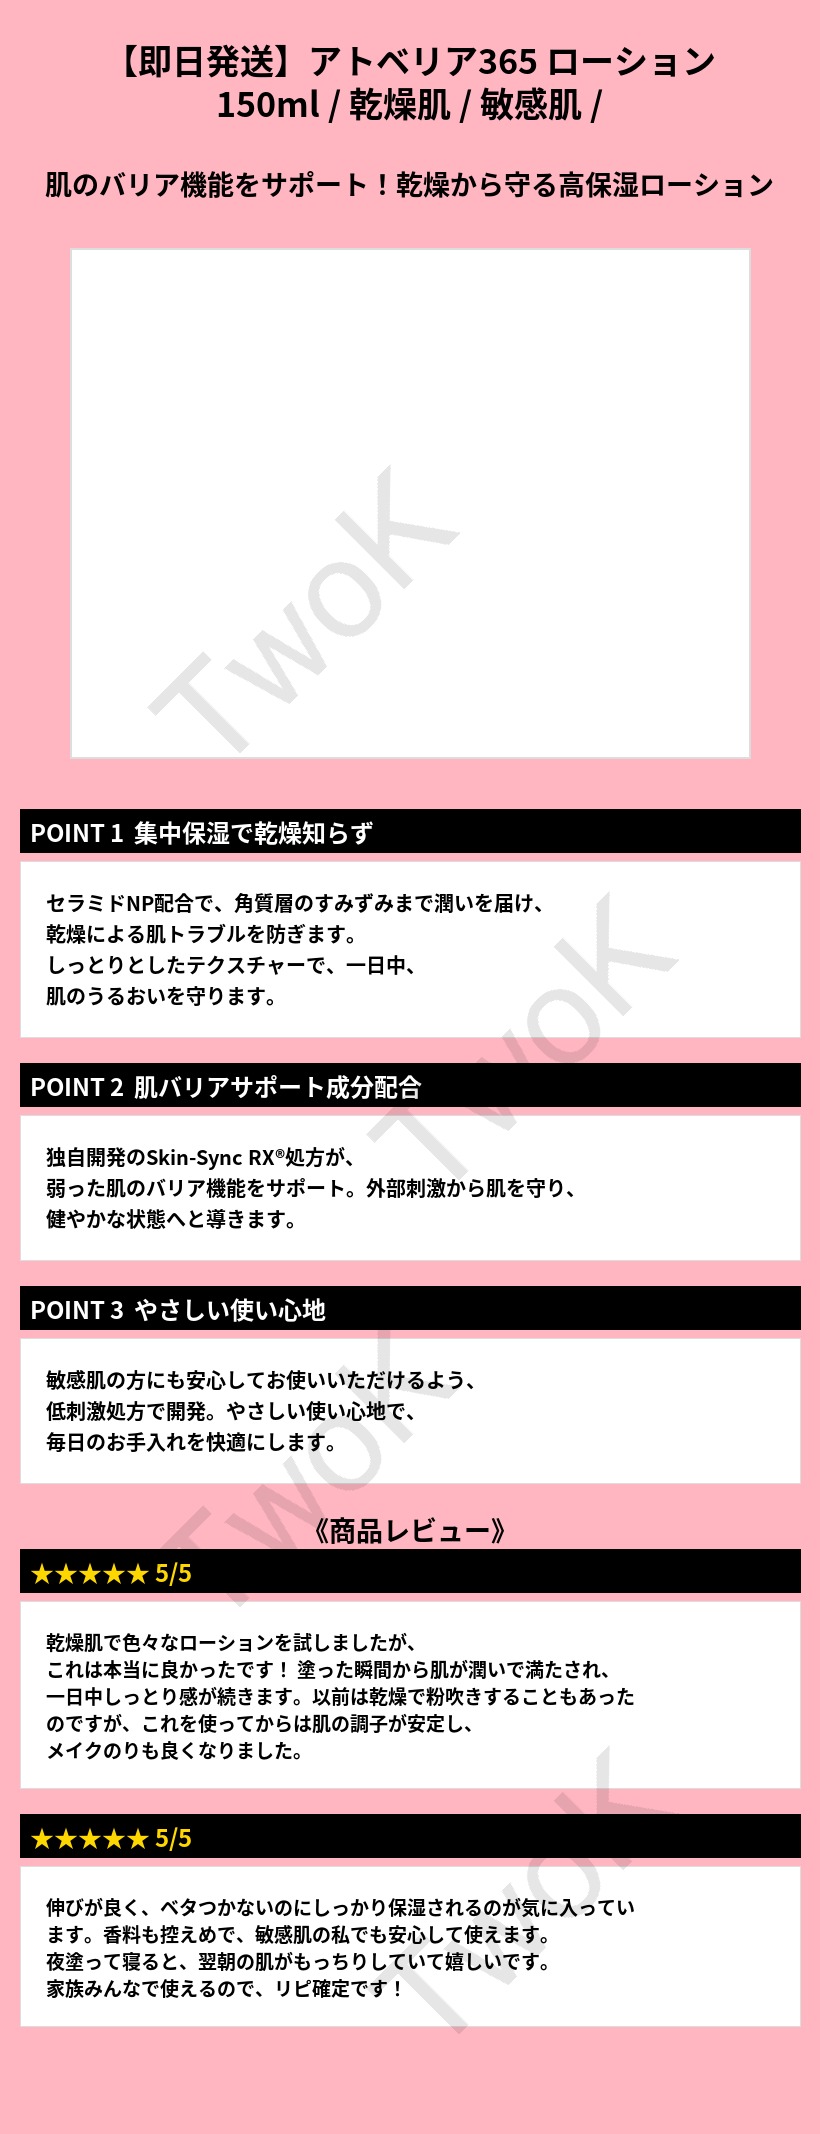 【即日発送】アトベリア365 ローション
150ml / 乾燥肌 / 敏感肌 /
肌のバリア機能をサポート！乾燥から守る高保湿ローション
TwoK
POINT 1 集中保湿で乾燥知らず
セラミドNP配合で、角質層のすみずみまで潤いを届け、
乾燥による肌トラブルを防ぎます。
しっとりとしたテクスチャーで、一日中、
肌のうるおいを守ります。
TwoK
POINT 2 肌バリアサポート成分配合
独自開発のSkin-Sync RX®処方が、
弱った肌のバリア機能をサポート。外部刺激から肌を守り、
健やかな状態へと導きます。
POINT 3 やさしい使い心地
敏感肌の方にも安心してお使いいただけるよう、
低刺激処方で開発。やさしい使い心地で、
毎日のお手入れを快適にします。
TwoK
《商品レビュー》
★★★★★ 5/5
乾燥肌で色々なローションを試しましたが、
これは本当に良かったです！ 塗った瞬間から肌が潤いで満たされ、
一日中しっとり感が続きます。以前は乾燥で粉吹きすることもあった
のですが、これを使ってからは肌の調子が安定し、
メイクのりも良くなりました。
★★★★★ 5/5
伸びが良く、ベタつかないのにしっかり保湿されるのが気に入ってい
ます。香料も控えめで、敏感肌の私でも安心して使えます。
夜塗って寝ると、翌朝の肌がもっちりしていて嬉しいです。
家族みんなで使えるので、リピ確定です！
TwoK